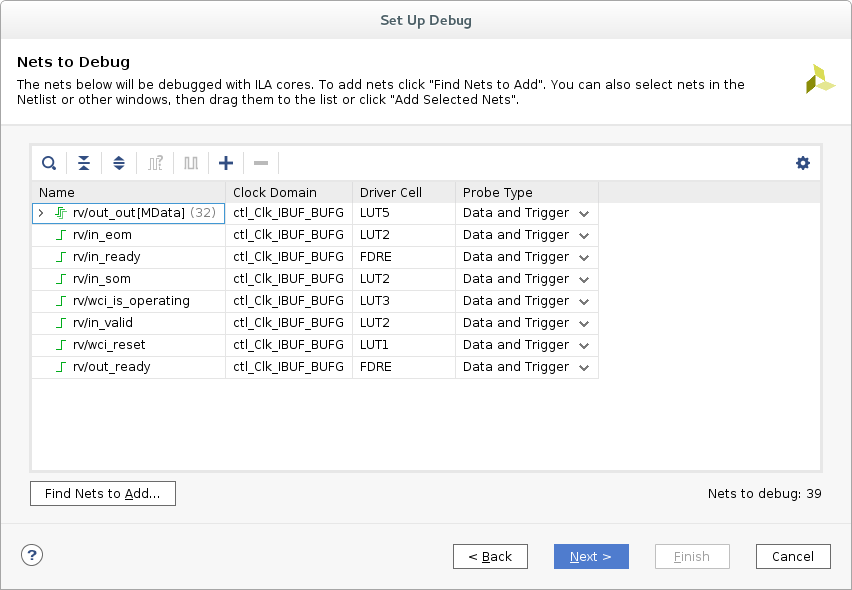 Set Up Debug
Nets to Debug
The nets below will be debugged with ILA cores. To add nets click "Find Nets to Add". You can also select nets in the
Netlist or other windows, then drag them to the list or click "Add Selected Nets".
Name Clock Domain Driver Cell Probe Type
rv/out_out[MData] (32) ctl_Clk_IBUF_BUFG LUT5 Data and Trigger
rv/in_eom ctl_Clk_IBUF_BUFG LUT2 Data and Trigger
rv/in_ready ctl_Clk_IBUF_BUFG FDRE Data and Trigger
rv/in_som ctl_Clk_IBUF_BUFG LUT2 Data and Trigger
rv/wci_is_operating ctl_Clk_IBUF_BUFG LUT3 Data and Trigger
rv/in_valid ctl_Clk_IBUF_BUFG LUT2 Data and Trigger
rv/wci_reset ctl_Clk_IBUF_BUFG LUT1 Data and Trigger
rv/out_ready ctl_Clk_IBUF_BUFG FDRE Data and Trigger
Find Nets to Add... Nets to debug: 39
? < Back Next > Finish Cancel